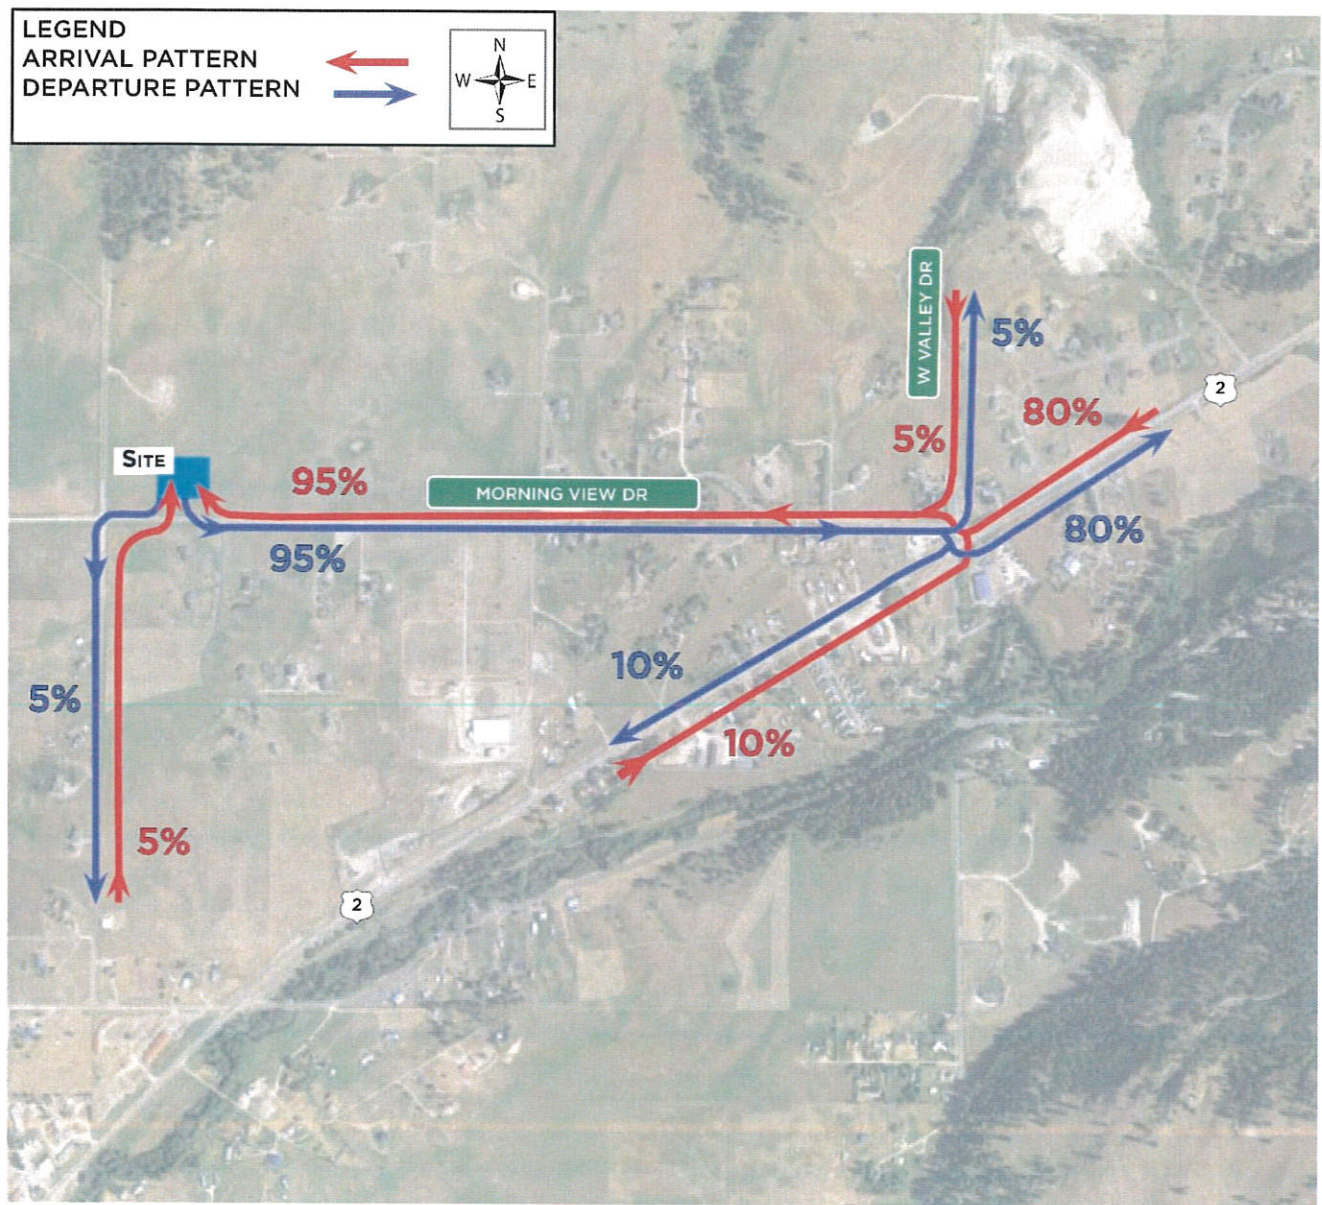 LEGEND
ARRIVAL PATTERN
DEPARTURE PATTERN
N
W E
S
W VALLEY DR
5%
2
80%
5%
SITE
95%
MORNING VIEW DR
80%
95%
10%
5%
10%
5%
2